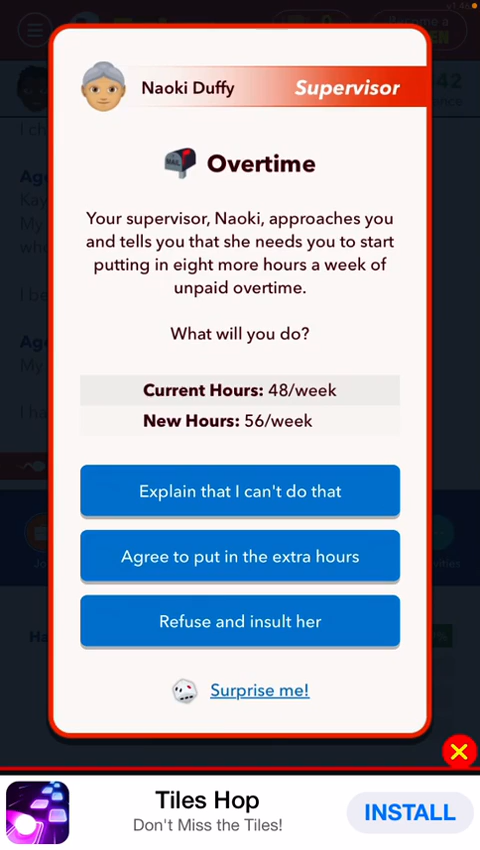 Naoki Duffy
Supervisor
MAIL
Overtime
Your supervisor, Naoki, approaches you
and tells you that she needs you to start
putting in eight more hours a week of
unpaid overtime.
What will you do?
Current Hours: 48/week
New Hours: 56/week
Explain that I can't do that
Agree to put in the extra hours
Refuse and insult her
Surprise me!
Tiles Hop
Don't Miss the Tiles!
INSTALL